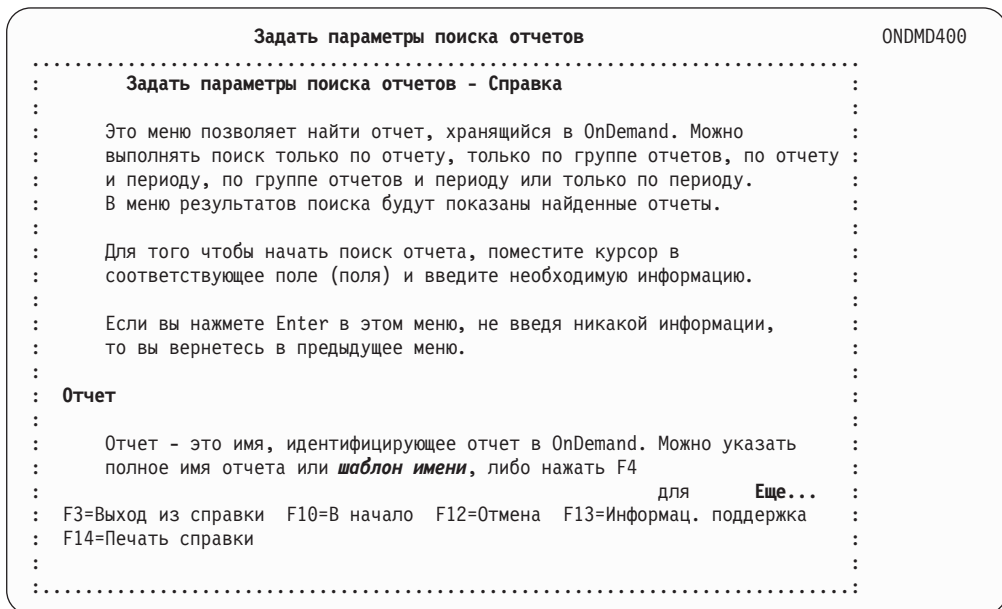 Задать параметры поиска отчетов ONDMD400
................................................................................
: Задать параметры поиска отчетов - Справка :
: :
: Это меню позволяет найти отчет, хранящийся в OnDemand. Можно :
: выполнять поиск только по отчету, только по группе отчетов, по отчету :
: и периоду, по группе отчетов и периоду или только по периоду. :
: В меню результатов поиска будут показаны найденные отчеты. :
: :
: Для того чтобы начать поиск отчета, поместите курсор в :
: соответствующее поле (поля) и введите необходимую информацию. :
: :
: Если вы нажмете Enter в этом меню, не введя никакой информации, :
: то вы вернетесь в предыдущее меню. :
: :
: Отчет :
: :
: Отчет - это имя, идентифицирующее отчет в OnDemand. Можно указать :
: полное имя отчета или шаблон имени, либо нажать F4 :
: для Еще... :
: F3=Выход из справки F10=В начало F12=Отмена F13=Информац. поддержка :
: F14=Печать справки :
: :
:..............................................................................: